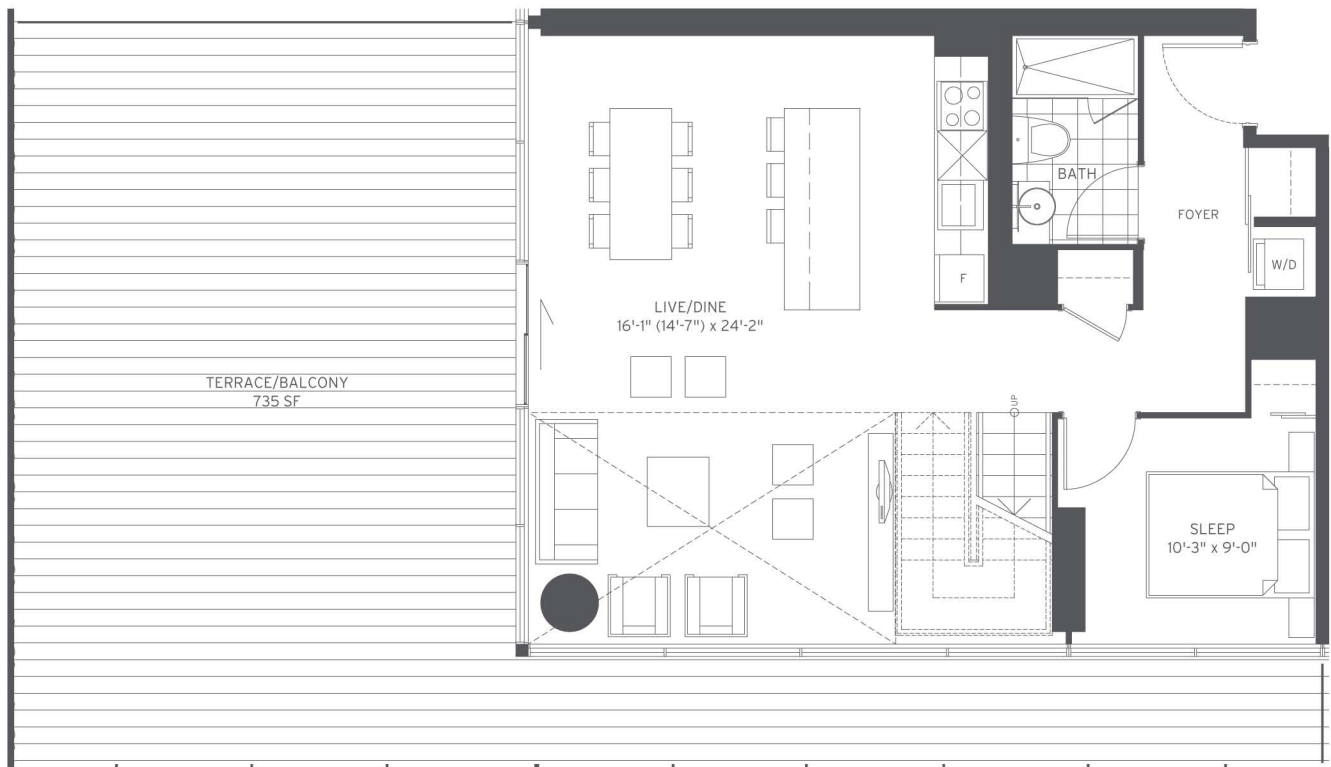 BATH
FOYER
W/D
F
LIVE/DINE
16'-1" (14'-7") x 24'-2"
TERRACE/BALCONY
735 SF
UP
SLEEP
10'-3" x 9'-0"